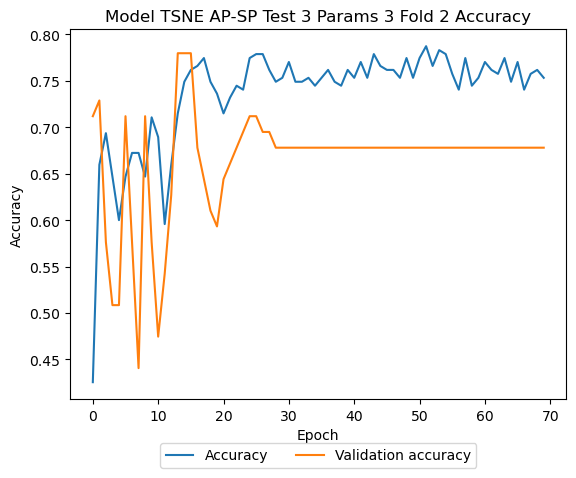 Model TSNE AP-SP Test 3 Params 3 Fold 2 Accuracy
0.80
0.75
0.70
0.65
0.60
0.55
0.50
0.45
Accuracy
0 10 20 30 40 50 60 70
Epoch
Accuracy Validation accuracy